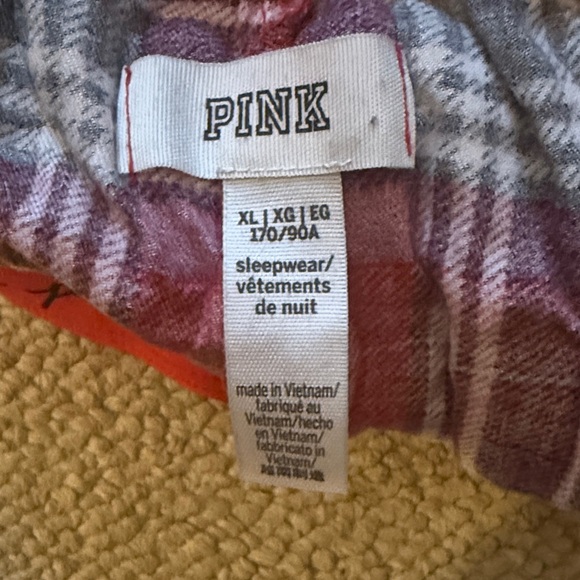 PINK
XL | XG | EG
170/90A
sleepwear/
vêtements
de nuit
made in Vietnam/
fabriqué au
Vietnam/hecho
en Vietnam/
fabbricato in
Vietnam/